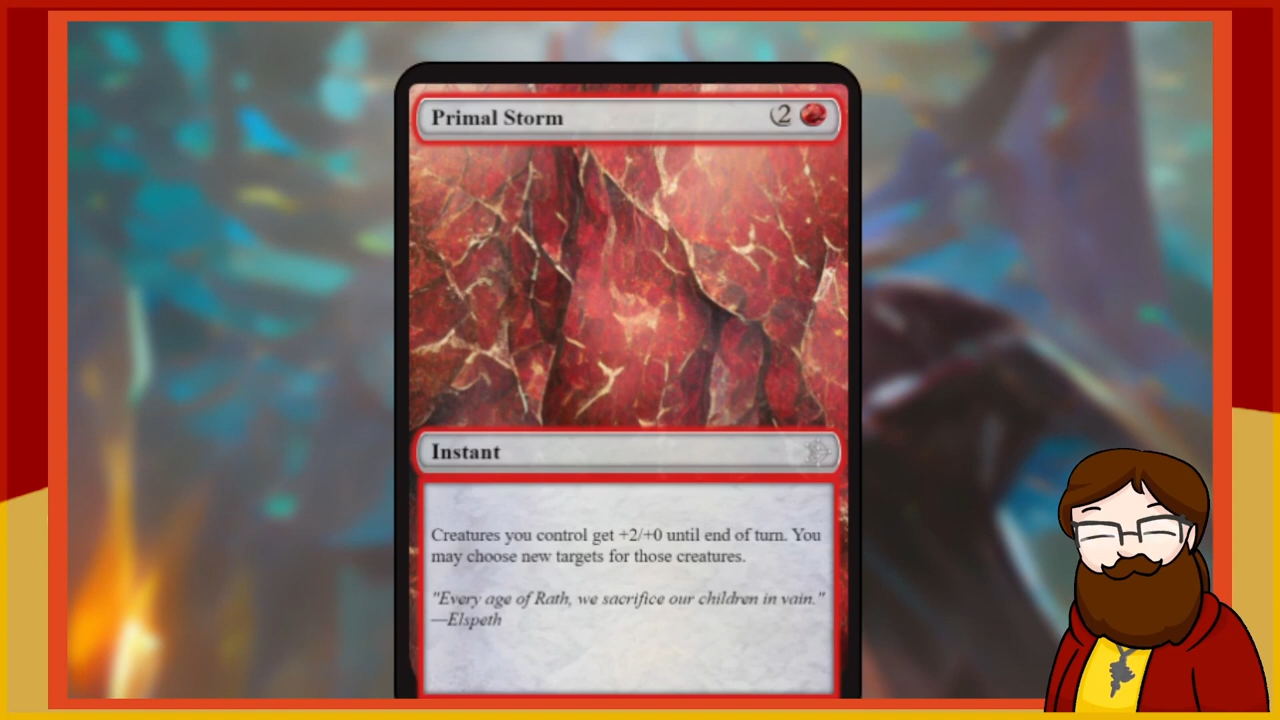 Primal Storm 2
Instant
Creatures you control get +2/+0 until end of turn. You
may choose new targets for those creatures.
"Every age of Rath, we sacrifice our children in vain."
—Elspeth